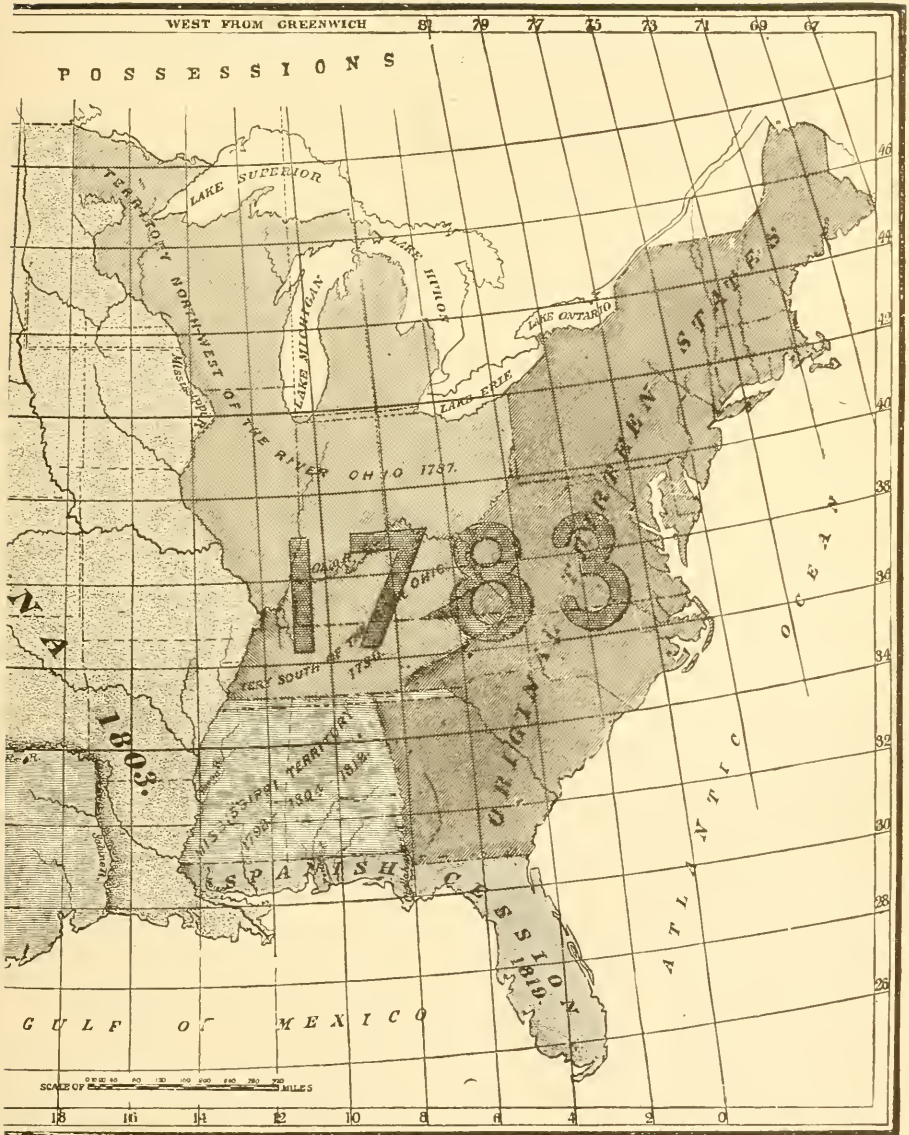 WEST FROM GREENWICH
81 79 77 75 73 71 69 67
POSSESSIONS
46
44
42
40
38
36
34
32
30
28
26
LAKE SUPERIOR
LAKE HURON
LAKE MICHIGAN
LAKE ONTARIO
LAKE ERIE
TERRITORY NORTH-WEST OF THE RIVER OHIO 1787.
Mississippi
ORIGINAL THIRTEEN STATES.
1783
OHIO
TERY SOUTH OF THE
1790.
NA
1803.
MISSISSIPPI TERRITORY
1798. 1804. 1812.
SPANISH CESSION
1819.
ATLANTIC OCEAN
GULF OF MEXICO
SCALE OF
MILES
18 16 14 12 10 8 6 4 2 0